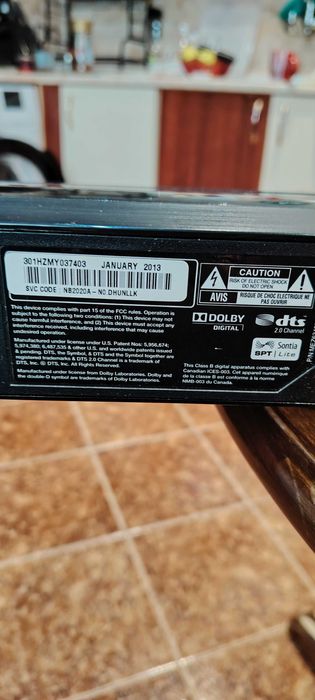 301HZMY037403 JANUARY 2013
SVC CODE : NB2020A - N0.DHUNLLK
This device complies with part 15 of the FCC rules. Operation is
subject to the following two conditions: (1) This device may not
cause harmful interference, and (2) This device must accept any
interference received, including interference that may cause
undesired operation.
Manufactured under license under U.S. Patent Nos: 5,956,674;
5,974,380; 6,487,535 & other U.S. and worldwide patents issued
& pending. DTS, the Symbol, & DTS and the Symbol together are
registered trademarks & DTS 2.0 Channel is a trademark of
DTS, Inc. © DTS, Inc. All Rights Reserved.
Manufactured under license from Dolby Laboratories. Dolby and
the double-D symbol are trademarks of Dolby Laboratories.
CAUTION
RISK OF ELECTRIC SHOCK
DO NOT OPEN
AVIS
RISQUE DE CHOC ELECTRIQUE NE
PAS OUVRIR
DOLBY
DIGITAL
dts
2.0 Channel
Sontia
SPT Lite
This Class B digital apparatus complies with
Canadian ICES-003. Cet appareil numérique
de la classe B est conforme à la norme
NMB-003 du Canada.